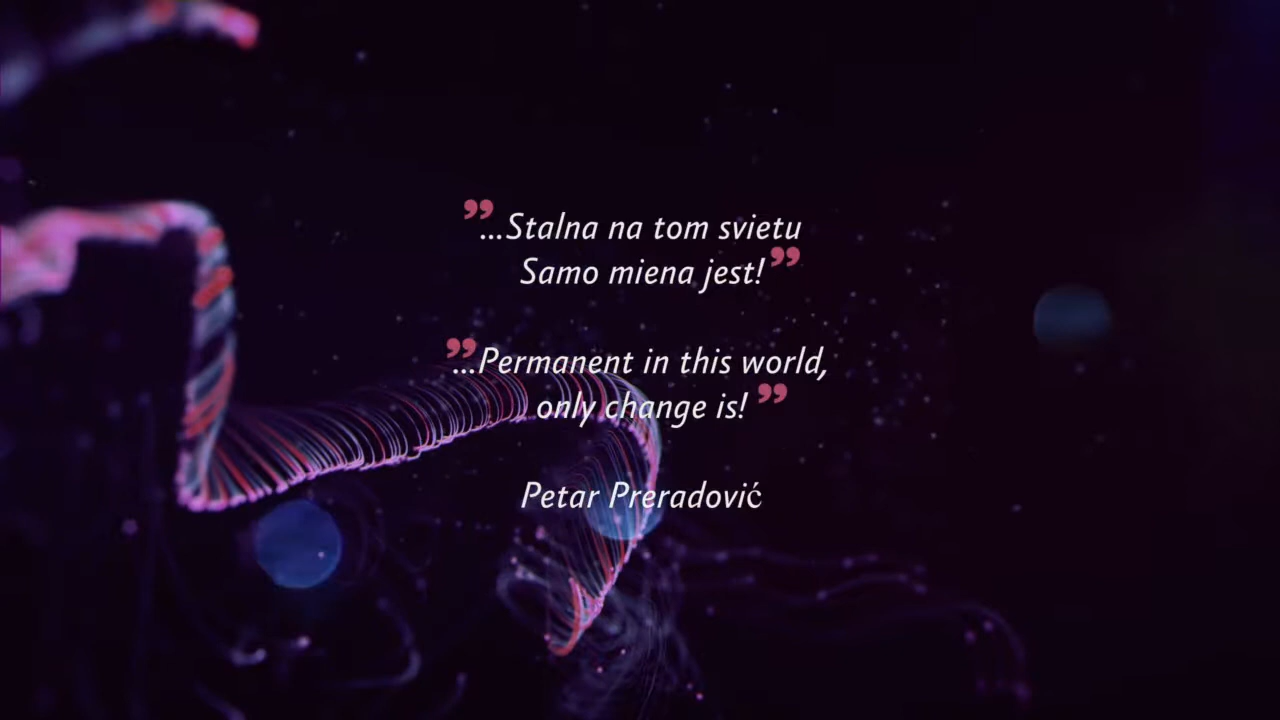 ”...Stalna na tom svietu
Samo miena jest!”
”...Permanent in this world,
only change is! ”
Petar Preradović